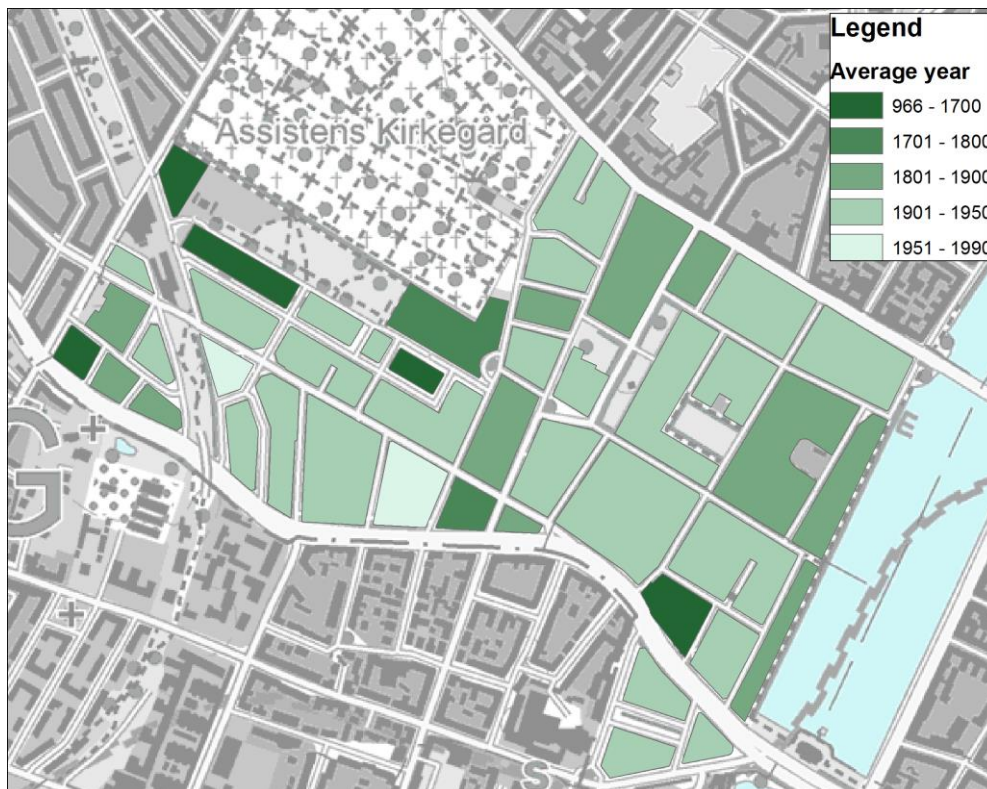 Legend
Average year
966 - 1700
1701 - 1800
1801 - 1900
1901 - 1950
1951 - 1990
Assistens Kirkegård
E
G
S